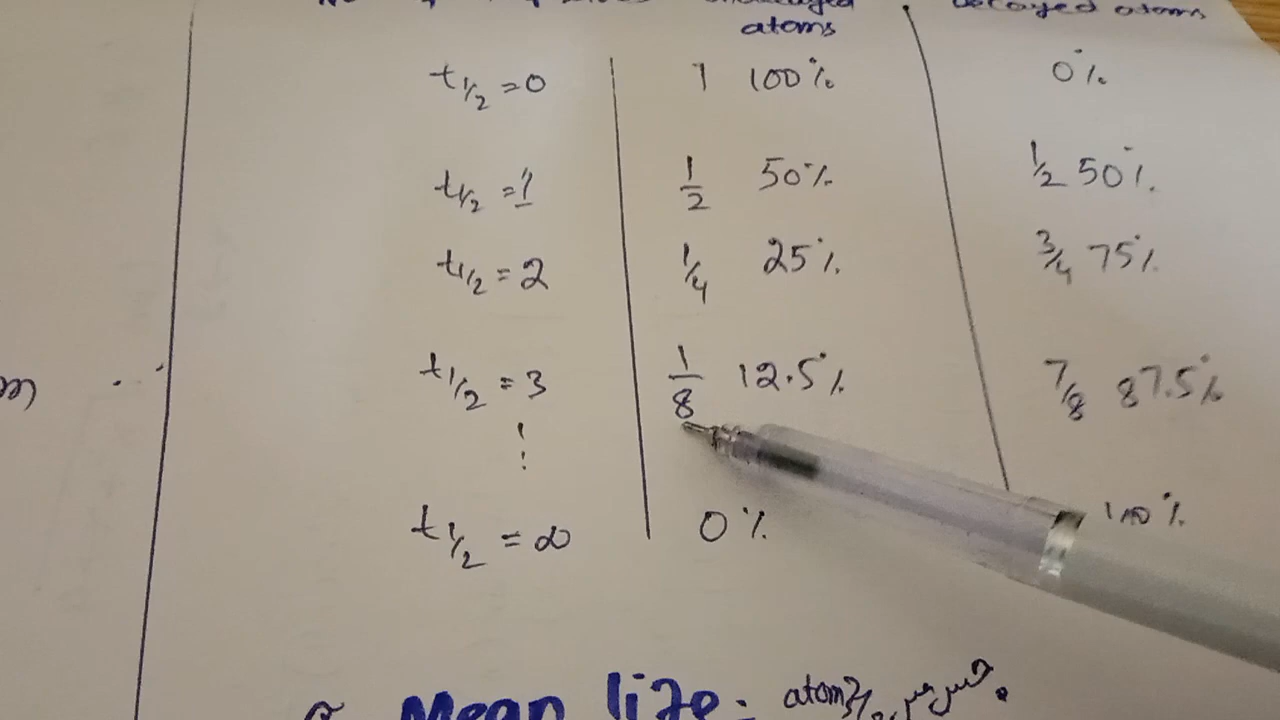 atoms decayed atoms
t1/2 = 0 1 100% 0%
t1/2 = 1 1/2 50% 1/2 50%
t1/2 = 2 1/4 25% 3/4 75%
t1/2 = 3 1/8 12.5% 7/8 87.5%
t1/2 = ∞ 0% 100%
Mean life: